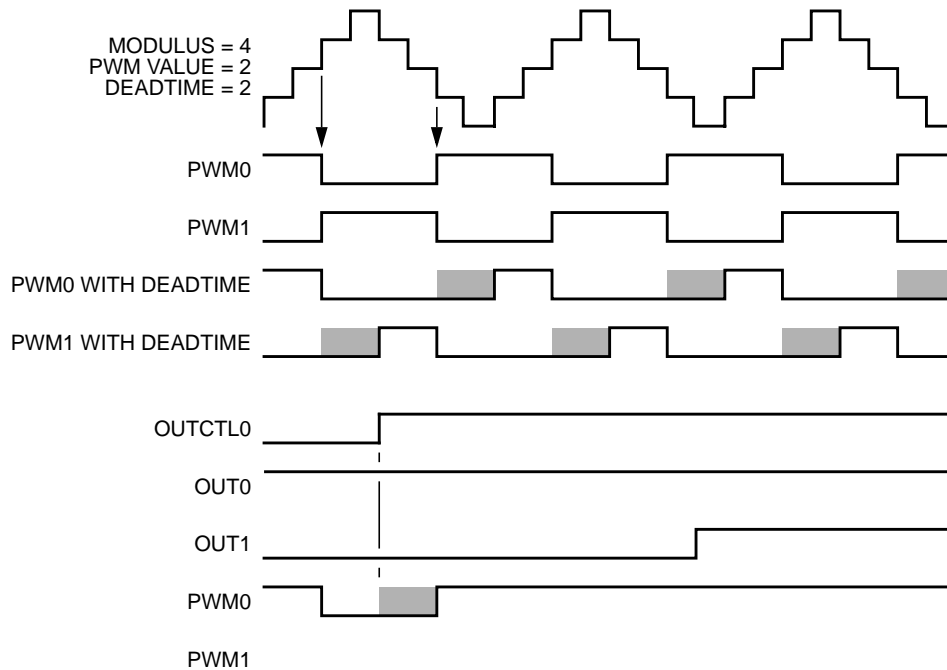 MODULUS = 4
PWM VALUE = 2
DEADTIME = 2
PWM0
PWM1
PWM0 WITH DEADTIME
PWM1 WITH DEADTIME
OUTCTL0
OUT0
OUT1
PWM0
PWM1